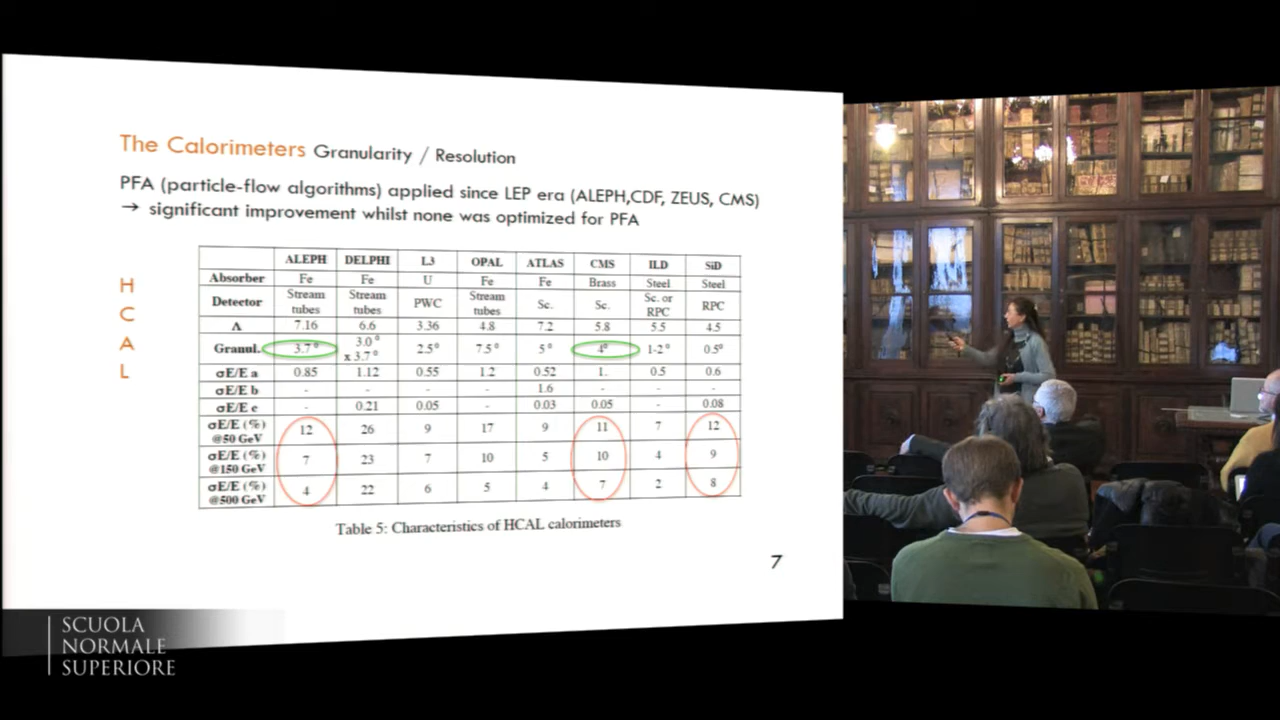 The Calorimeters Granularity / Resolution
PFA (particle-flow algorithms) applied since LEP era (ALEPH,CDF, ZEUS, CMS)
→ significant improvement whilst none was optimized for PFA
H
C
A
L
ALEPH DELPHI L3 OPAL ATLAS CMS ILD SiD
Absorber Fe Fe U Fe Fe Brass Steel Steel
Detector Stream tubes Stream tubes PWC Stream tubes Sc. Sc. Sc. or RPC RPC
Λ 7.16 6.6 3.36 4.8 7.2 5.8 5.5 4.5
Granul. 3.7° 3.0° x 3.7° 2.5° 7.5° 5° 4° 1-2° 0.5°
σE/E a 0.85 1.12 0.55 1.2 0.52 1. 0.5 0.6
σE/E b - - - - 1.6 - - -
σE/E c - 0.21 0.05 - 0.03 0.05 - 0.08
σE/E (%) @50 GeV 12 26 9 17 9 11 7 12
σE/E (%) @150 GeV 7 23 7 10 5 10 4 9
σE/E (%) @500 GeV 4 22 6 5 4 7 2 8
Table 5: Characteristics of HCAL calorimeters
7
SCUOLA
NORMALE
SUPERIORE